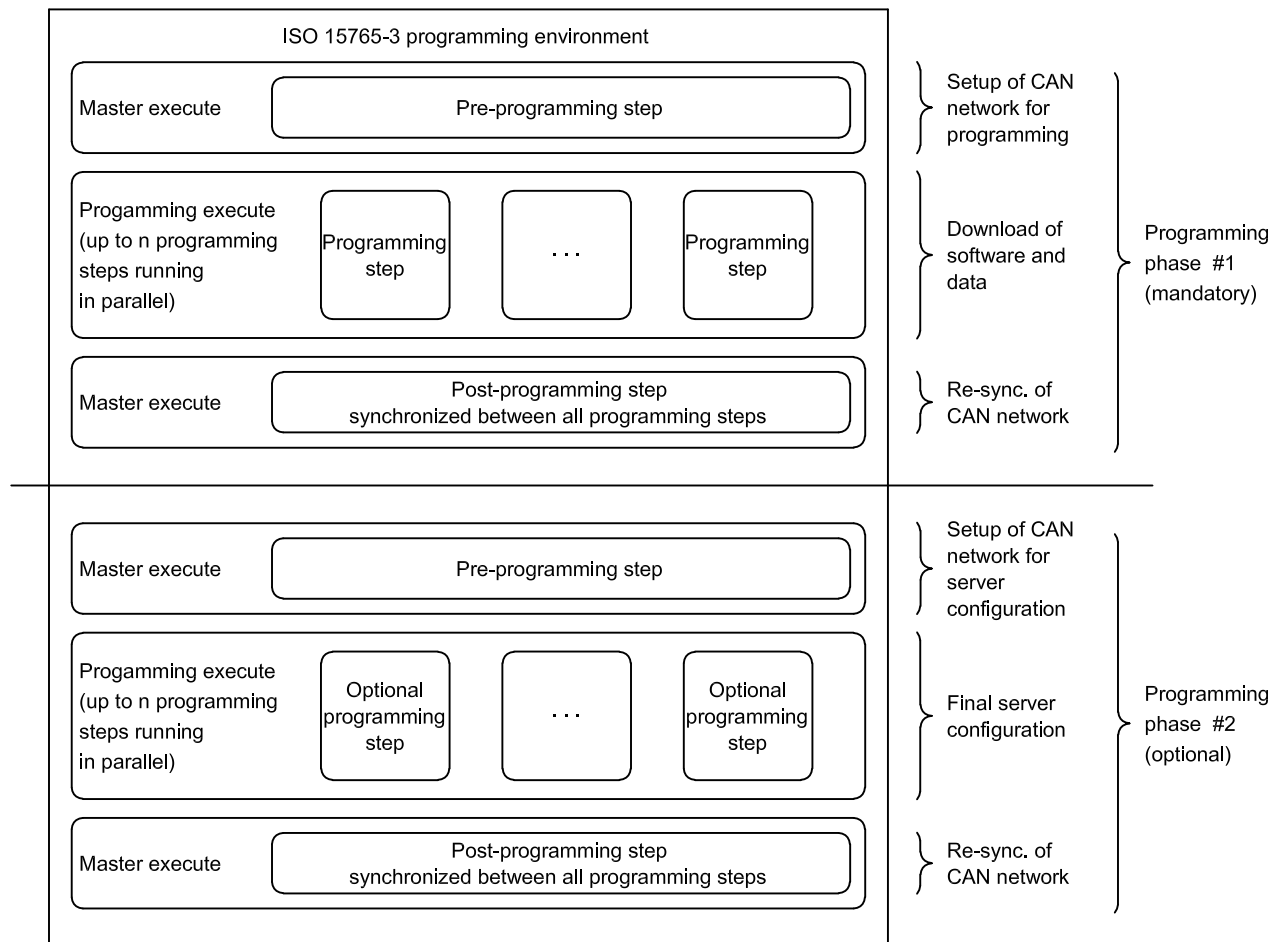 ISO 15765-3 programming environment
Master execute
Pre-programming step
Setup of CAN
network for
programming
Progamming execute
(up to n programming
steps running
in parallel)
Programming
step
. . .
Programming
step
Download of
software and
data
Programming
phase #1
(mandatory)
Master execute
Post-programming step
synchronized between all programming steps
Re-sync. of
CAN network
Master execute
Pre-programming step
Setup of CAN
network for
server
configuration
Progamming execute
(up to n programming
steps running
in parallel)
Optional
programming
step
. . .
Optional
programming
step
Final server
configuration
Programming
phase #2
(optional)
Master execute
Post-programming step
synchronized between all programming steps
Re-sync. of
CAN network